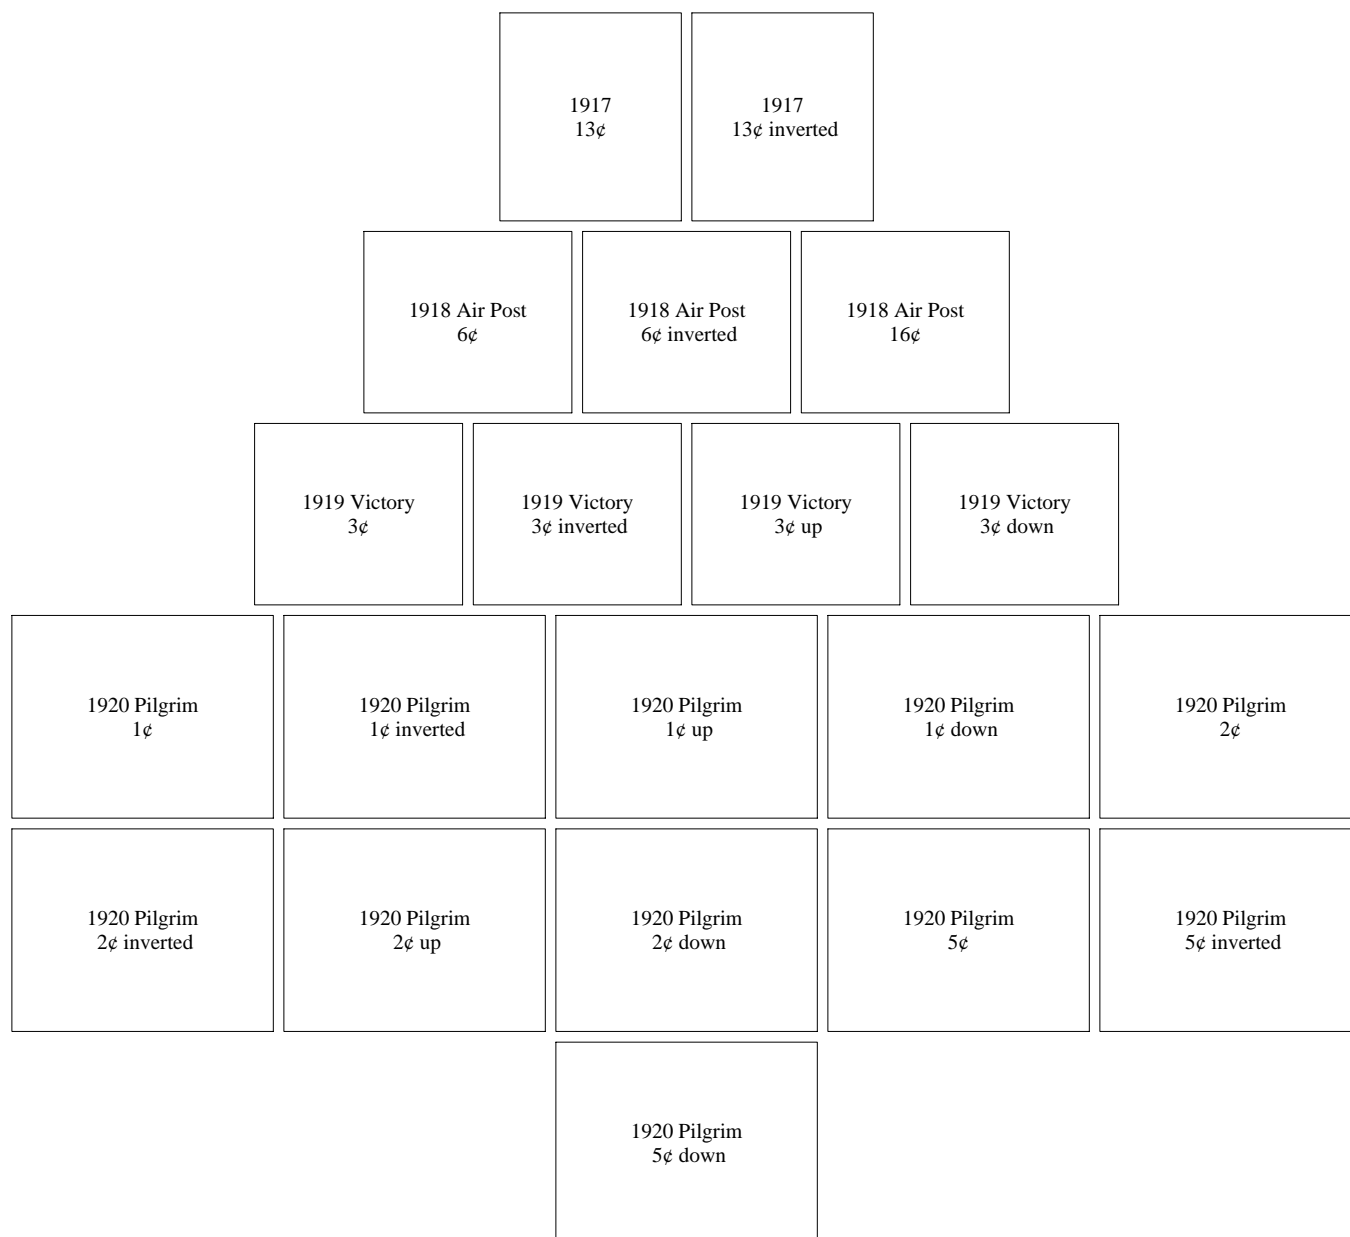 1917
13¢
1917
13¢ inverted
1918 Air Post
6¢
1918 Air Post
6¢ inverted
1918 Air Post
16¢
1919 Victory
3¢
1919 Victory
3¢ inverted
1919 Victory
3¢ up
1919 Victory
3¢ down
1920 Pilgrim
1¢
1920 Pilgrim
1¢ inverted
1920 Pilgrim
1¢ up
1920 Pilgrim
1¢ down
1920 Pilgrim
2¢
1920 Pilgrim
2¢ inverted
1920 Pilgrim
2¢ up
1920 Pilgrim
2¢ down
1920 Pilgrim
5¢
1920 Pilgrim
5¢ inverted
1920 Pilgrim
5¢ down